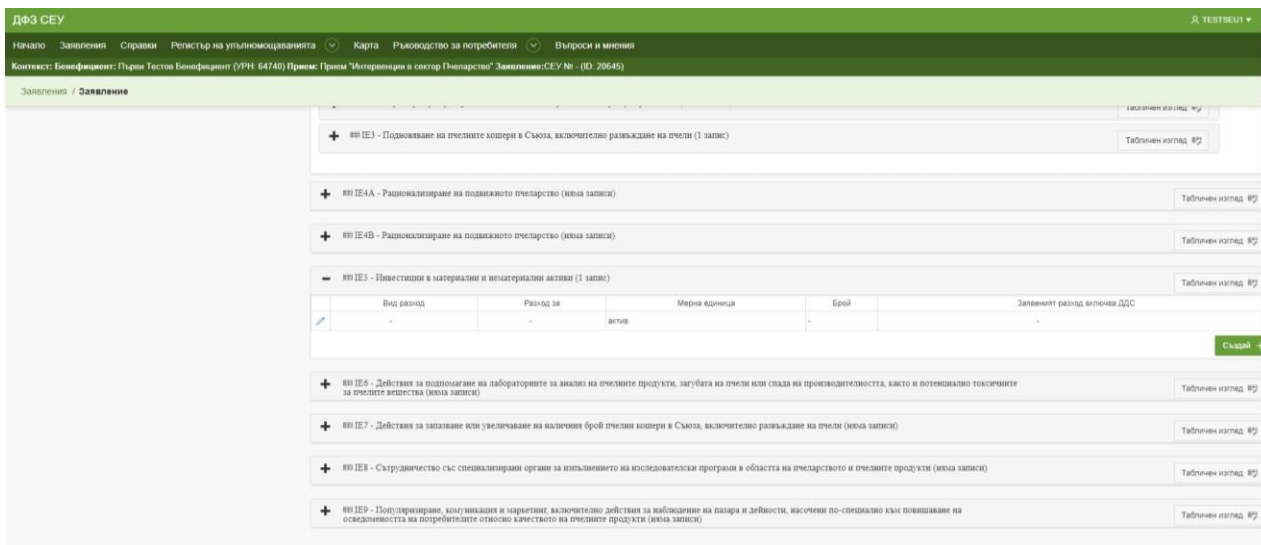 ДФЗ СЕУ
TESTSEU1
Начало Заявления Справки Регистър на упълномощаванията Карта Ръководство за потребителя Въпроси и мнения
Контекст: Бенефициент: Първи Тестов Бенефициент (УРН: 64740) Прием: Прием "Интервенции в сектор Пчеларство" Заявление:СЕУ № - (ID: 20645)
Заявления / Заявление
Табличен изглед
IE3 - Подновяване на пчелните кошери в Съюза, включително развъждане на пчели (1 запис)
Табличен изглед
IE4A - Рационализиране на подвижното пчеларство (няма записи)
Табличен изглед
IE4B - Рационализиране на подвижното пчеларство (няма записи)
Табличен изглед
IE5 - Инвестиции в материални и нематериални активи (1 запис)
Табличен изглед
Вид разход Разход за Мерна единица Брой Заявеният разход включва ДДС
- - актив - -
Създай
IE6 - Действия за подпомагане на лабораториите за анализ на пчелните продукти, загубата на пчели или спада на производителността, както и потенциално токсичните
за пчелите вещества (няма записи)
Табличен изглед
IE7 - Действия за запазване или увеличаване на наличния брой пчелни кошери в Съюза, включително развъждане на пчели (няма записи)
Табличен изглед
IE8 - Сътрудничество със специализирани органи за изпълнението на изследователски програми в областта на пчеларството и пчелните продукти (няма записи)
Табличен изглед
IE9 - Популяризиране, комуникация и маркетинг, включително действия за наблюдение на пазара и дейности, насочени по-специално към повишаване на
осведомеността на потребителите относно качеството на пчелните продукти (няма записи)
Табличен изглед